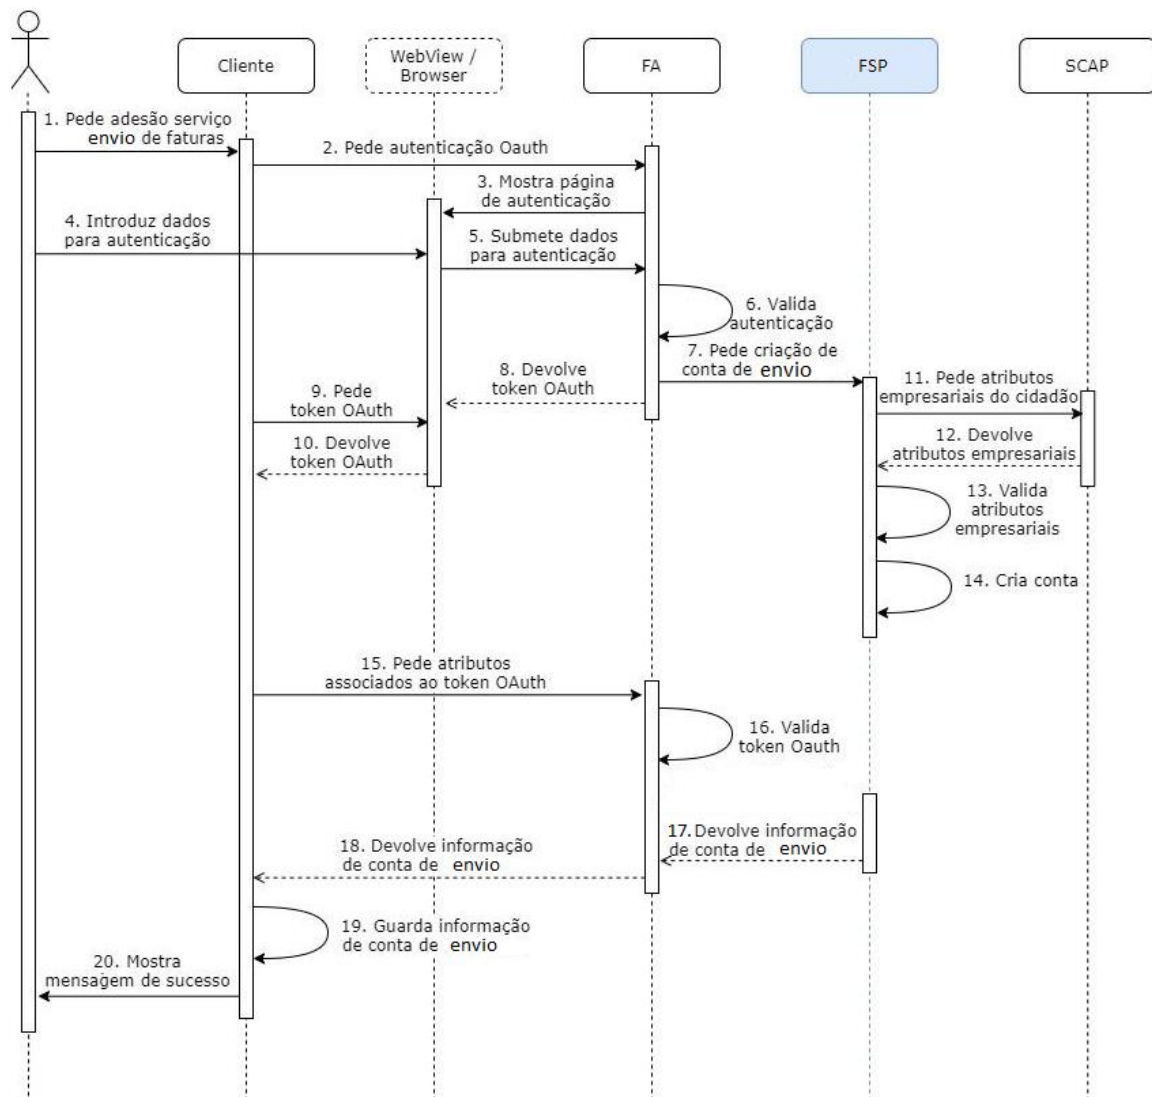 Cliente
WebView /
Browser
FA
FSP
SCAP
1. Pede adesão serviço
envio de faturas
2. Pede autenticação Oauth
3. Mostra página
de autenticação
4. Introduz dados
para autenticação
5. Submete dados
para autenticação
6. Valida
autenticação
7. Pede criação de
conta de envio
8. Devolve
token OAuth
9. Pede
token OAuth
10. Devolve
token OAuth
11. Pede atributos
empresariais do cidadão
12. Devolve
atributos empresariais
13. Valida
atributos
empresariais
14. Cria conta
15. Pede atributos
associados ao token OAuth
16. Valida
token Oauth
17. Devolve informação
de conta de envio
18. Devolve informação
de conta de envio
19. Guarda informação
de conta de envio
20. Mostra
mensagem de sucesso